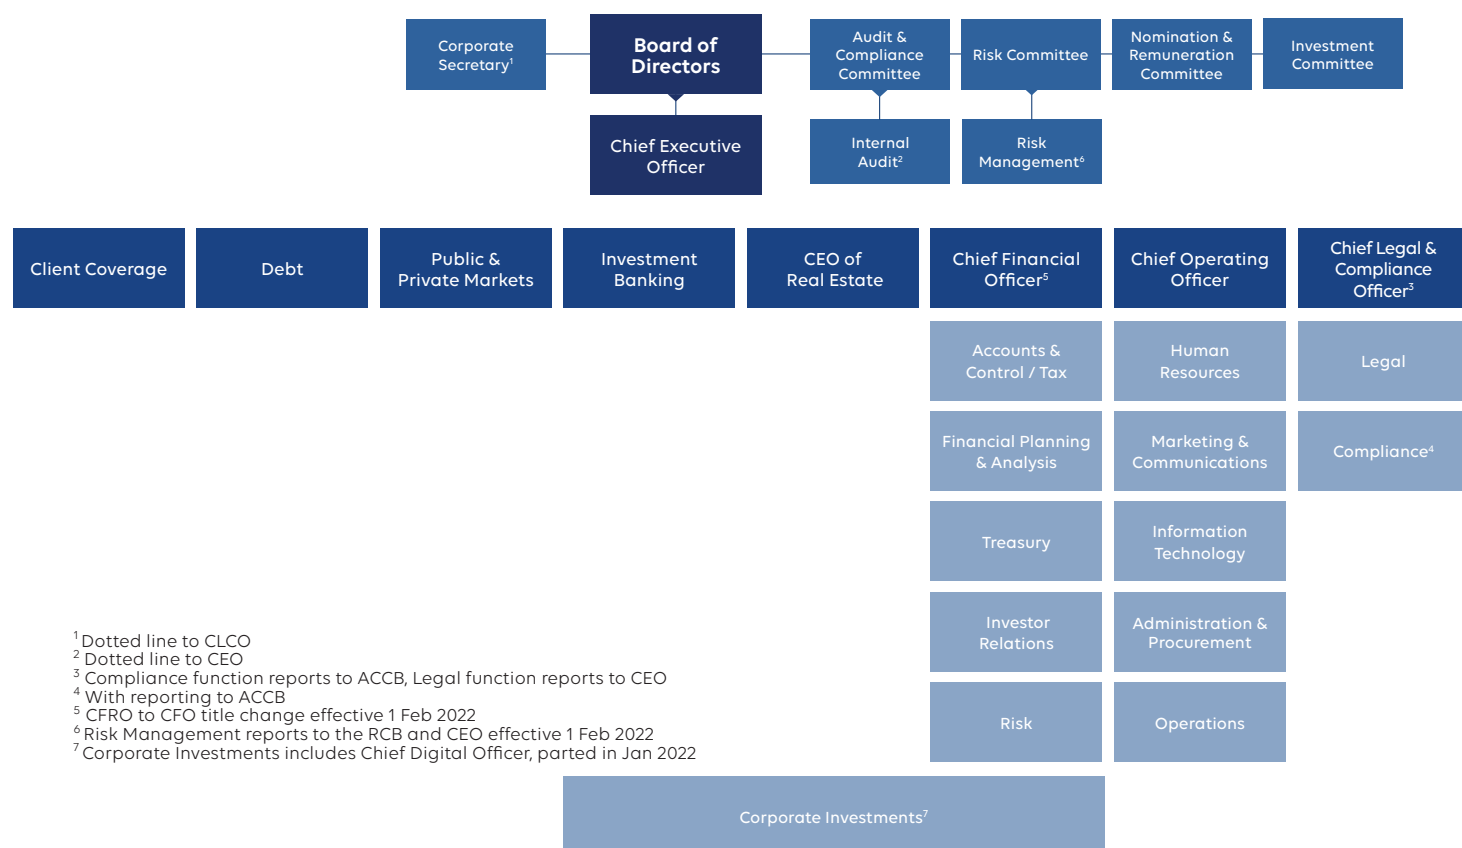 Corporate
Secretary¹
Board of
Directors
Audit &
Compliance
Committee
Risk Committee
Nomination &
Remuneration
Committee
Investment
Committee
Chief Executive
Officer
Internal
Audit²
Risk
Management⁶
Client Coverage
Debt
Public &
Private Markets
Investment
Banking
CEO of
Real Estate
Chief Financial
Officer⁵
Chief Operating
Officer
Chief Legal &
Compliance
Officer³
Accounts &
Control / Tax
Human
Resources
Legal
Financial Planning
& Analysis
Marketing &
Communications
Compliance⁴
Treasury
Information
Technology
Investor
Relations
Administration &
Procurement
Risk
Operations
¹ Dotted line to CLCO
² Dotted line to CEO
³ Compliance function reports to ACCB, Legal function reports to CEO
⁴ With reporting to ACCB
⁵ CFRO to CFO title change effective 1 Feb 2022
⁶ Risk Management reports to the RCB and CEO effective 1 Feb 2022
⁷ Corporate Investments includes Chief Digital Officer, parted in Jan 2022
Corporate Investments⁷